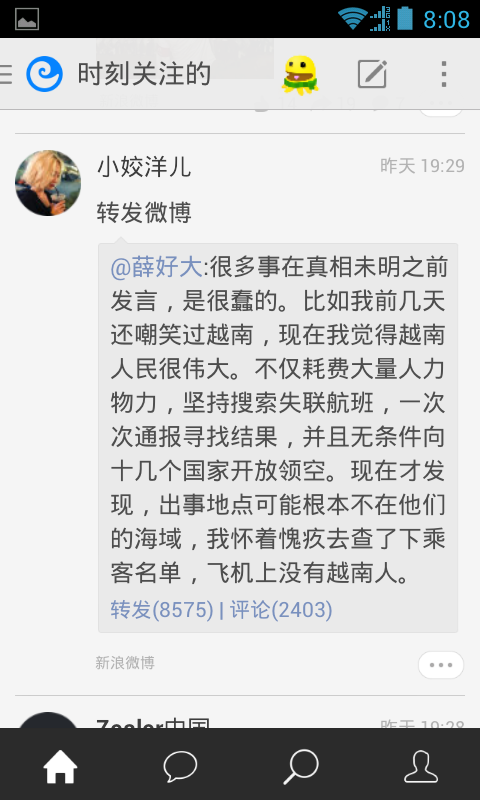 8:08
时刻关注的
小姣洋儿
昨天 19:29
转发微博
@薛好大:很多事在真相未明之前
发言，是很蠢的。比如我前几天
还嘲笑过越南，现在我觉得越南
人民很伟大。不仅耗费大量人力
物力，坚持搜索失联航班，一次
次通报寻找结果，并且无条件向
十几个国家开放领空。现在才发
现，出事地点可能根本不在他们
的海域，我怀着愧疚去查了下乘
客名单，飞机上没有越南人。
转发(8575) | 评论(2403)
新浪微博
Zealer中国
昨天 19:28